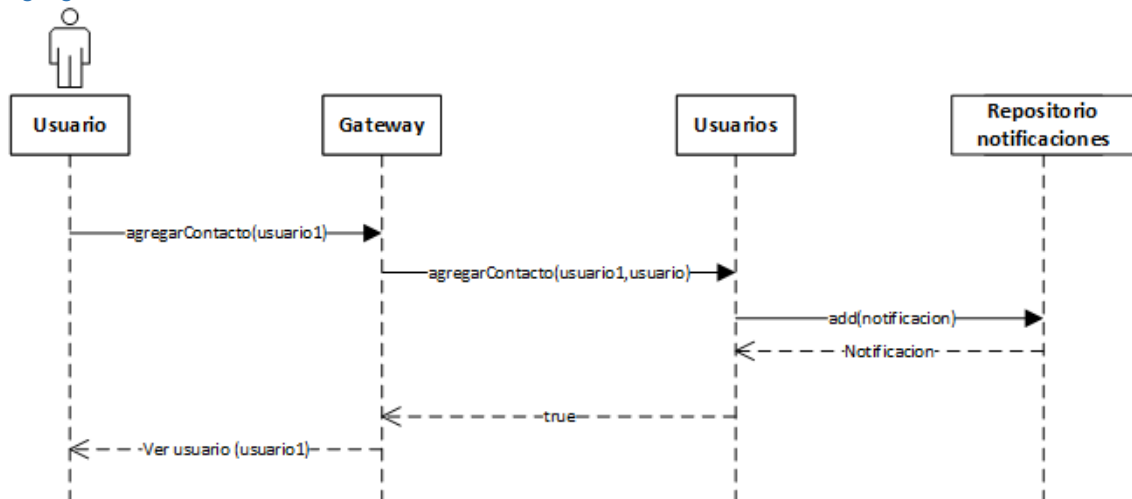 Usuario
Gateway
Usuarios
Repositorio
notificaciones
agregarContacto(usuario1)
agregarContacto(usuario1,usuario)
add(notificacion)
Notificacion
true
Ver usuario (usuario1)